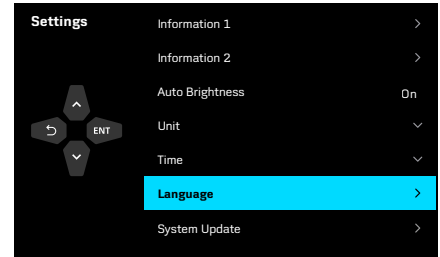 Settings
Information 1
Information 2
Auto Brightness On
Unit
ENT
Time
Language
System Update